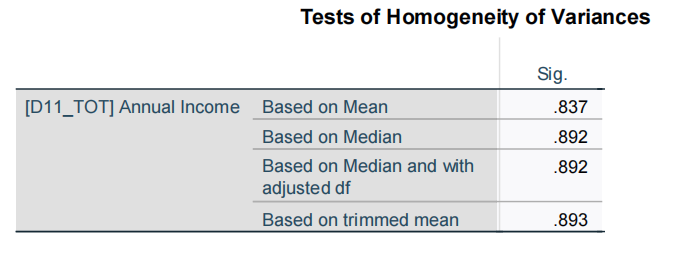 Tests of Homogeneity of Variances
Sig.
[D11_TOT] Annual Income Based on Mean .837
Based on Median .892
Based on Median and with .892
adjusted df
Based on trimmed mean .893